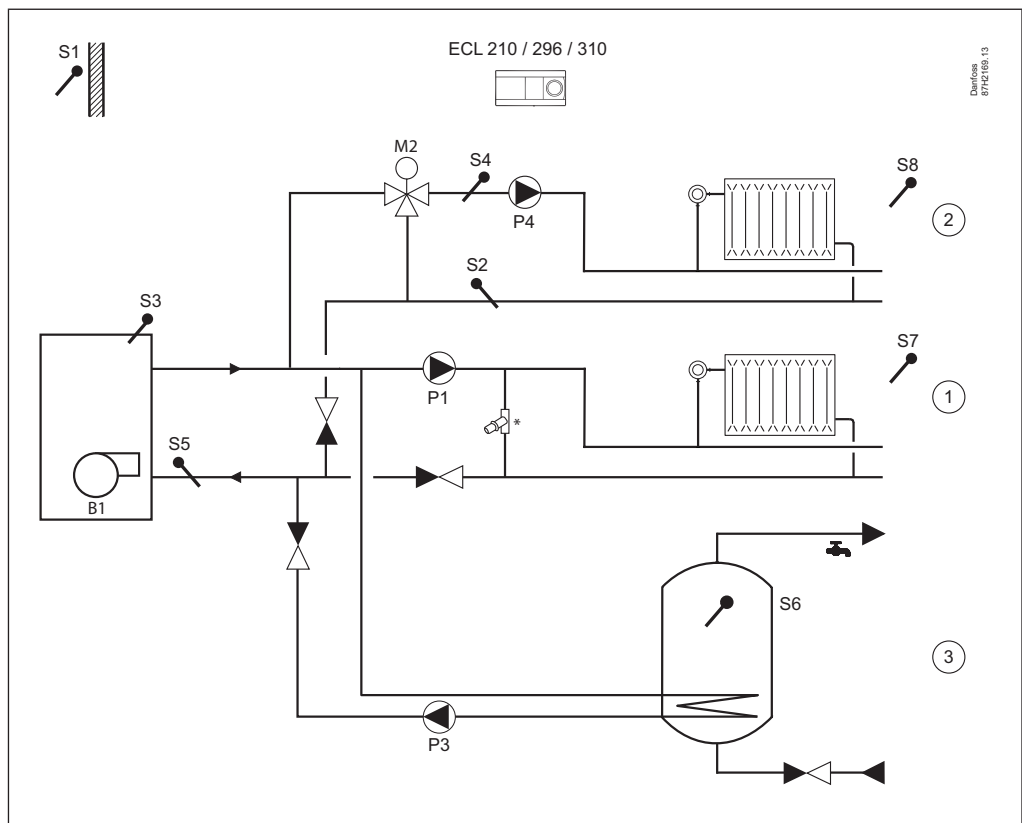 S1
ECL 210 / 296 / 310
Danfoss
87H2169.13
M2
S4
S8
P4
2
S2
S3
S7
P1
1
*
S5
B1
S6
3
P3